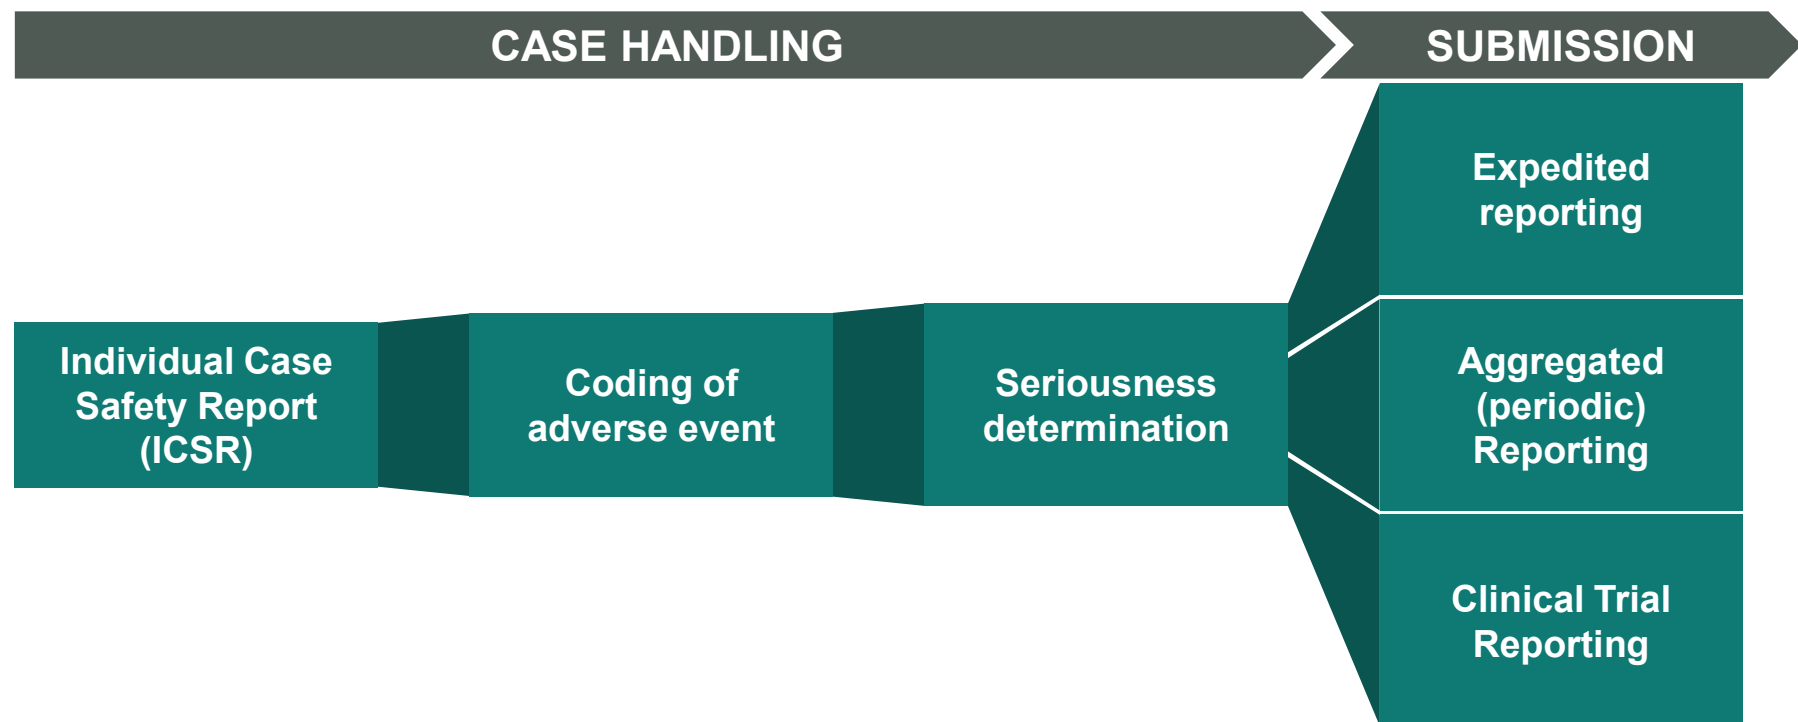 CASE HANDLING
SUBMISSION
Individual Case
Safety Report
(ICSR)
Coding of
adverse event
Seriousness
determination
Expedited
reporting
Aggregated
(periodic)
Reporting
Clinical Trial
Reporting